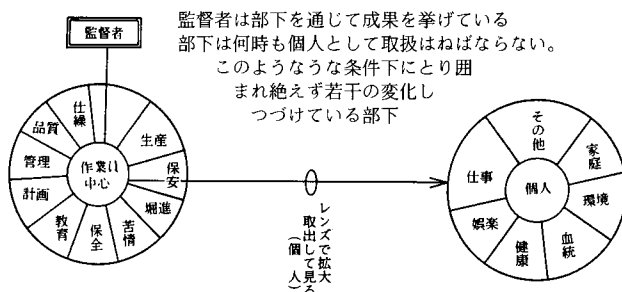 監督者
監督者は部下を通じて成果を挙げている
部下は何時も個人として取扱はねばならない。
このようなうな条件下にとり囲
まれ絶えず若干の変化し
つづけている部下
仕繰
生産
保安
堀進
苦情
保全
教育
計画
管理
品質
作業員
中心
レンズで拡大
取出して見る
(個人)
その他
家庭
環境
血統
健康
娯楽
仕事
個人